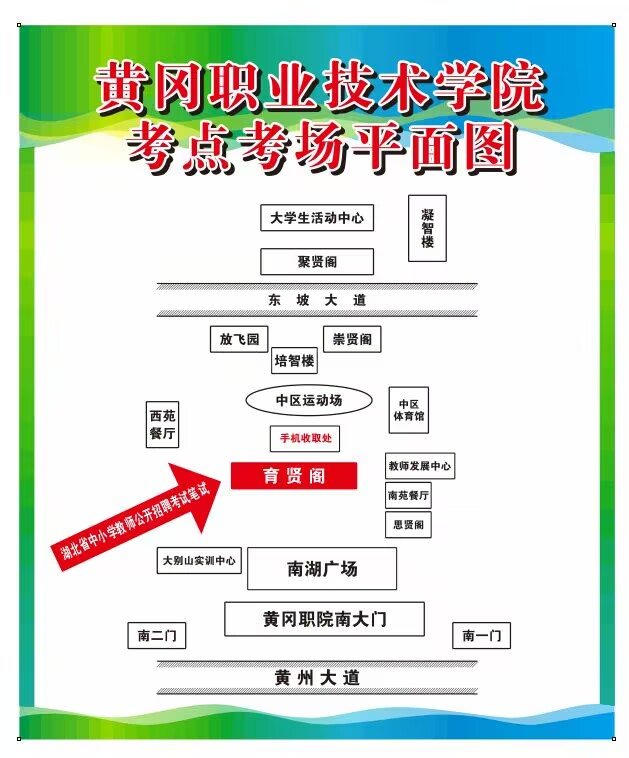 黄冈职业技术学院
考点考场平面图
大学生活动中心
凝智楼
聚贤阁
东坡大道
放飞园
崇贤阁
培智楼
中区运动场
中区
体育馆
西苑
餐厅
手机收取处
育贤阁
教师发展中心
南苑餐厅
思贤阁
湖北省中小学教师公开招聘考试笔试
大别山实训中心
南湖广场
黄冈职院南大门
南二门
南一门
黄州大道